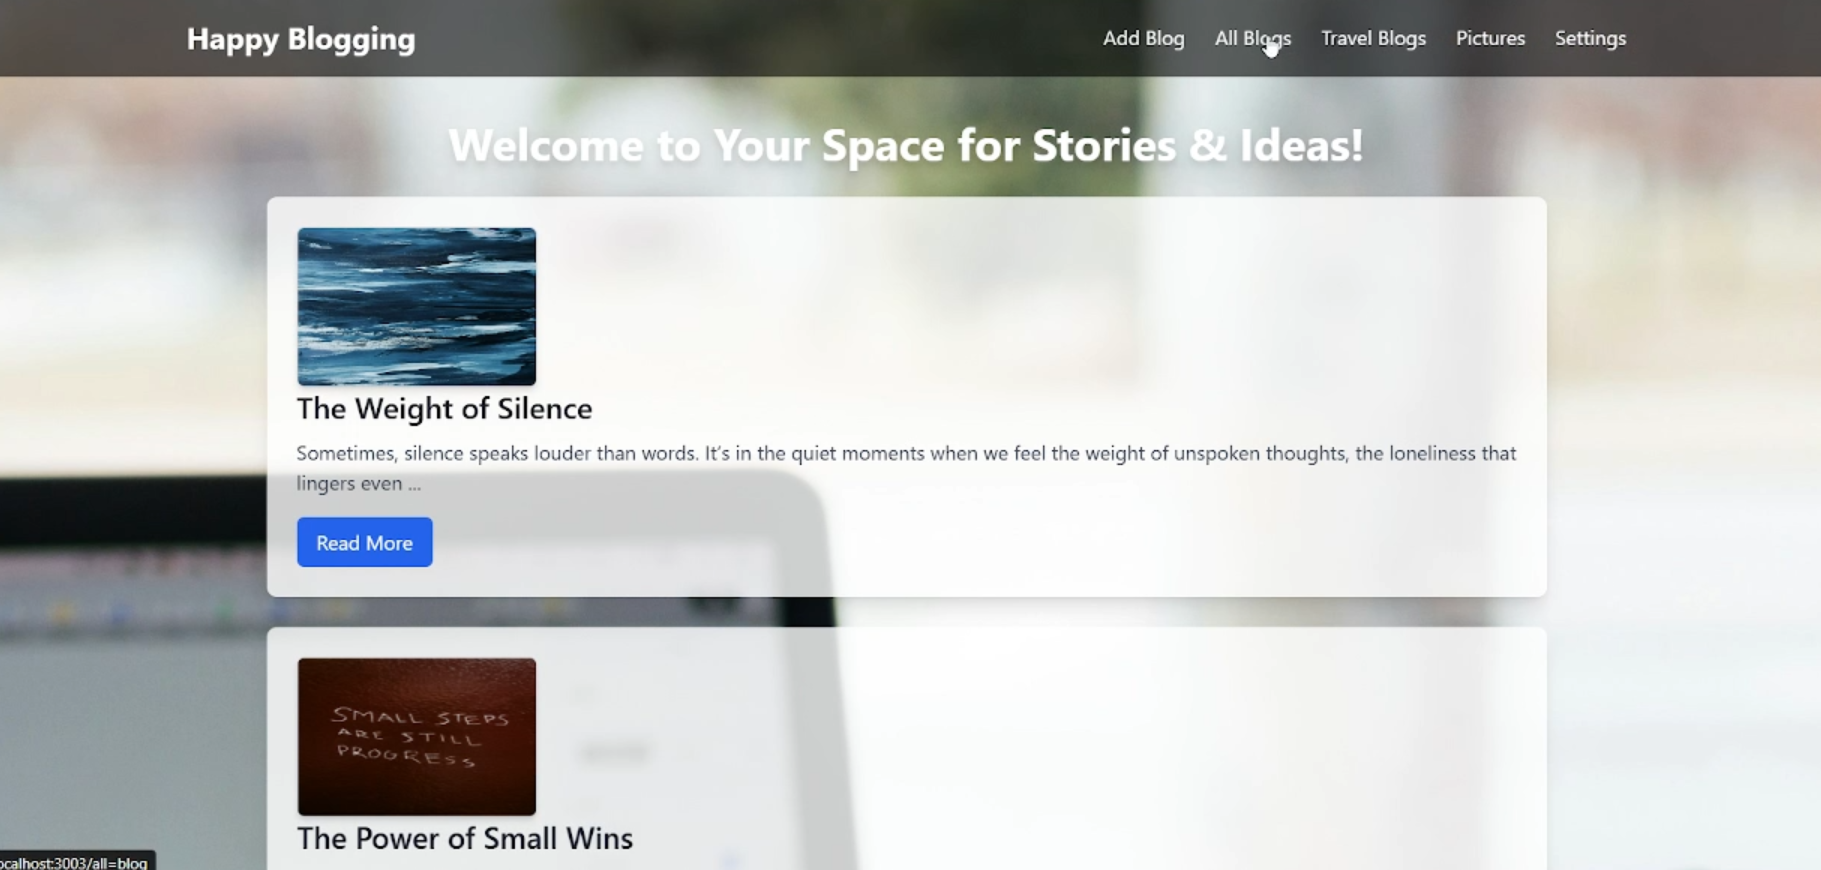 Happy Blogging
Add Blog All Blogs Travel Blogs Pictures Settings
Welcome to Your Space for Stories & Ideas!
The Weight of Silence
Sometimes, silence speaks louder than words. It's in the quiet moments when we feel the weight of unspoken thoughts, the loneliness that
lingers even ...
Read More
SMALL STEPS
ARE STILL
PROGRESS
The Power of Small Wins
ocalhost:3003/all=blog